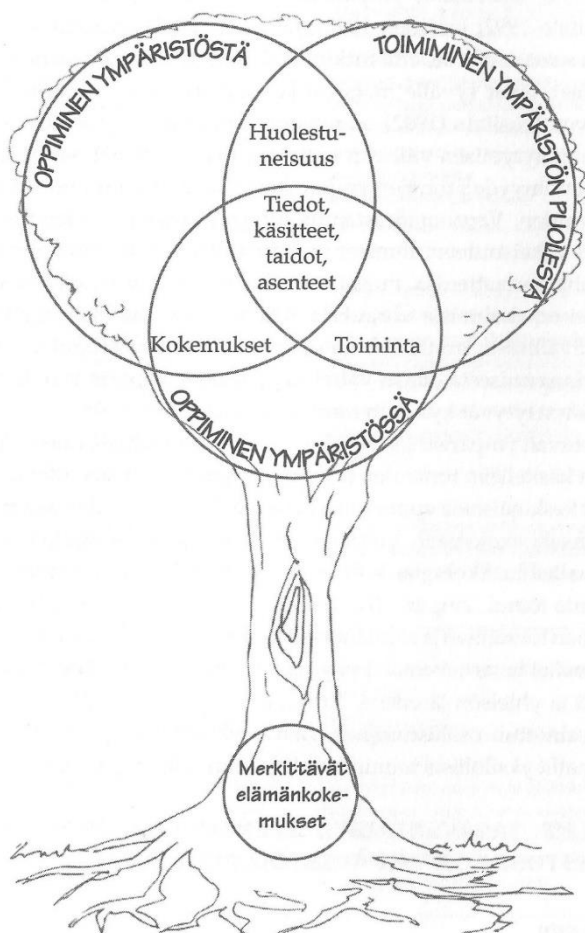 OPPIMINEN YMPÄRISTÖSTÄ
TOIMIMINEN YMPÄRISTÖN PUOLESTA
Huolestu-
neisuus
Tiedot,
käsitteet,
taidot,
asenteet
Kokemukset
Toiminta
OPPIMINEN YMPÄRISTÖSSÄ
Merkittävät
elämänkoke-
mukset